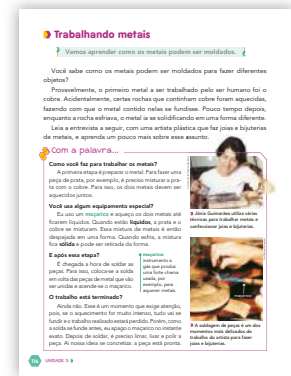 Trabalhando metais
Vamos aprender como os metais podem ser moldados.
Você sabe como os metais podem ser moldados para fazer diferentes
objetos?
Provavelmente, o primeiro metal a ser trabalhado pelo ser humano foi o
cobre. Acidentalmente, certas rochas que continham cobre foram aquecidas,
fazendo com que o metal contido nelas se fundisse. Pouco tempo depois,
enquanto a rocha esfriava, o metal ia se solidificando em uma forma diferente.
Leia a entrevista a seguir, com uma artista plástica que faz joias e bijuterias
de metais, e aprenda um pouco mais sobre esse assunto.
Com a palavra...
Como você faz para trabalhar os metais?
A primeira etapa é preparar o metal. Para fazer uma
peça de prata, por exemplo, é preciso misturar a pra-
ta com o cobre. Para isso, os dois metais devem ser
aquecidos juntos.
Você usa algum equipamento especial?
Eu uso um maçarico e aqueço os dois metais até
ficarem líquidos. Quando estão líquidos, a prata e o
cobre se misturam. Essa mistura de metais é então
despejada em uma forma. Quando esfria, a mistura
fica sólida e pode ser retirada da forma.
E após essa etapa?
É chegada a hora de soldar as
peças. Para isso, coloca-se a solda
em volta das peças de metal que vão
ser unidas e acende-se o maçarico.
O trabalho está terminado?
Ainda não. Esse é um momento que exige atenção,
pois, se o aquecimento for muito intenso, tudo vai se
fundir e o trabalho realizado estará perdido. Porém, como
a solda se funde antes, eu apago o maçarico no instante
exato. Depois de soldar, é preciso limar, lixar e polir a
peça. Aí nossa ideia se concretiza: a peça está pronta.
maçarico:
instrumento a
gás que produz
uma forte chama
usada, por
exemplo, para
aquecer metais.
Jânia Guimarães utiliza várias
técnicas para trabalhar metais e
confeccionar joias e bijuterias.
maçarico
A soldagem de peças é um dos
momentos mais delicados do
trabalho do artista para fazer
joias e bijuterias.
116
UNIDADE 3